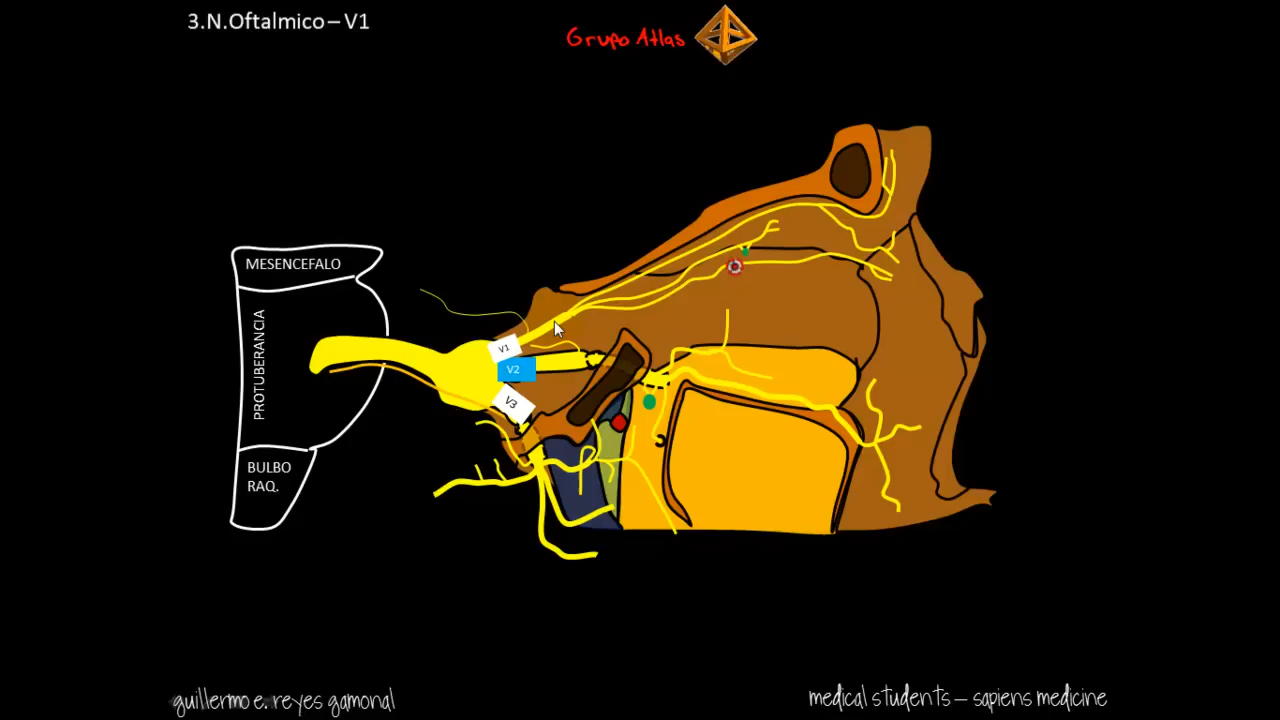 3.N.Oftalmico – V1
Grupo Atlas
MESENCEFALO
PROTUBERANCIA
V1
V2
V3
BULBO
RAQ.
guillermo e. reyes gamonal
medical students – sapiens medicine